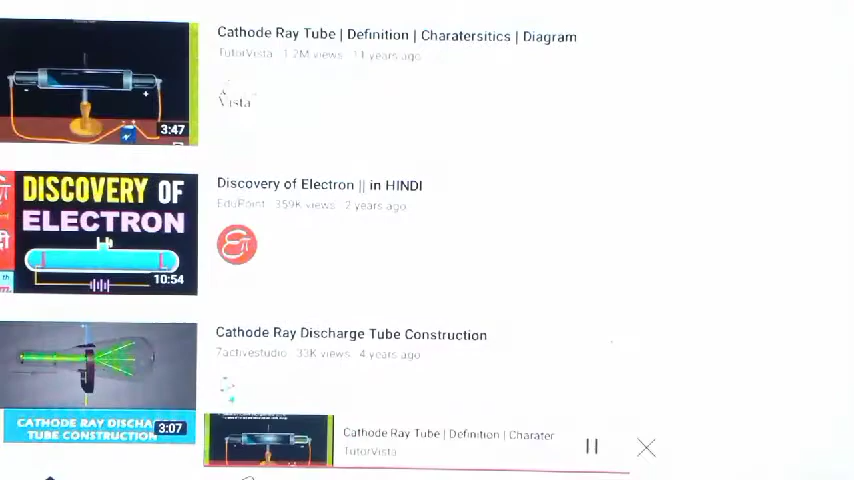 Cathode Ray Tube | Definition | Charatersitics | Diagram
TutorVista 1.2M views 11 years ago
Vista
3:47
Discovery of Electron || in HINDI
EduPoint 359K views 2 years ago
DISCOVERY OF
ELECTRON
10:54
Cathode Ray Discharge Tube Construction
7activestudio 33K views 4 years ago
CATHODE RAY DISCHA
TUBE CONSTRUCTION
3:07
Cathode Ray Tube | Definition | Charater
TutorVista